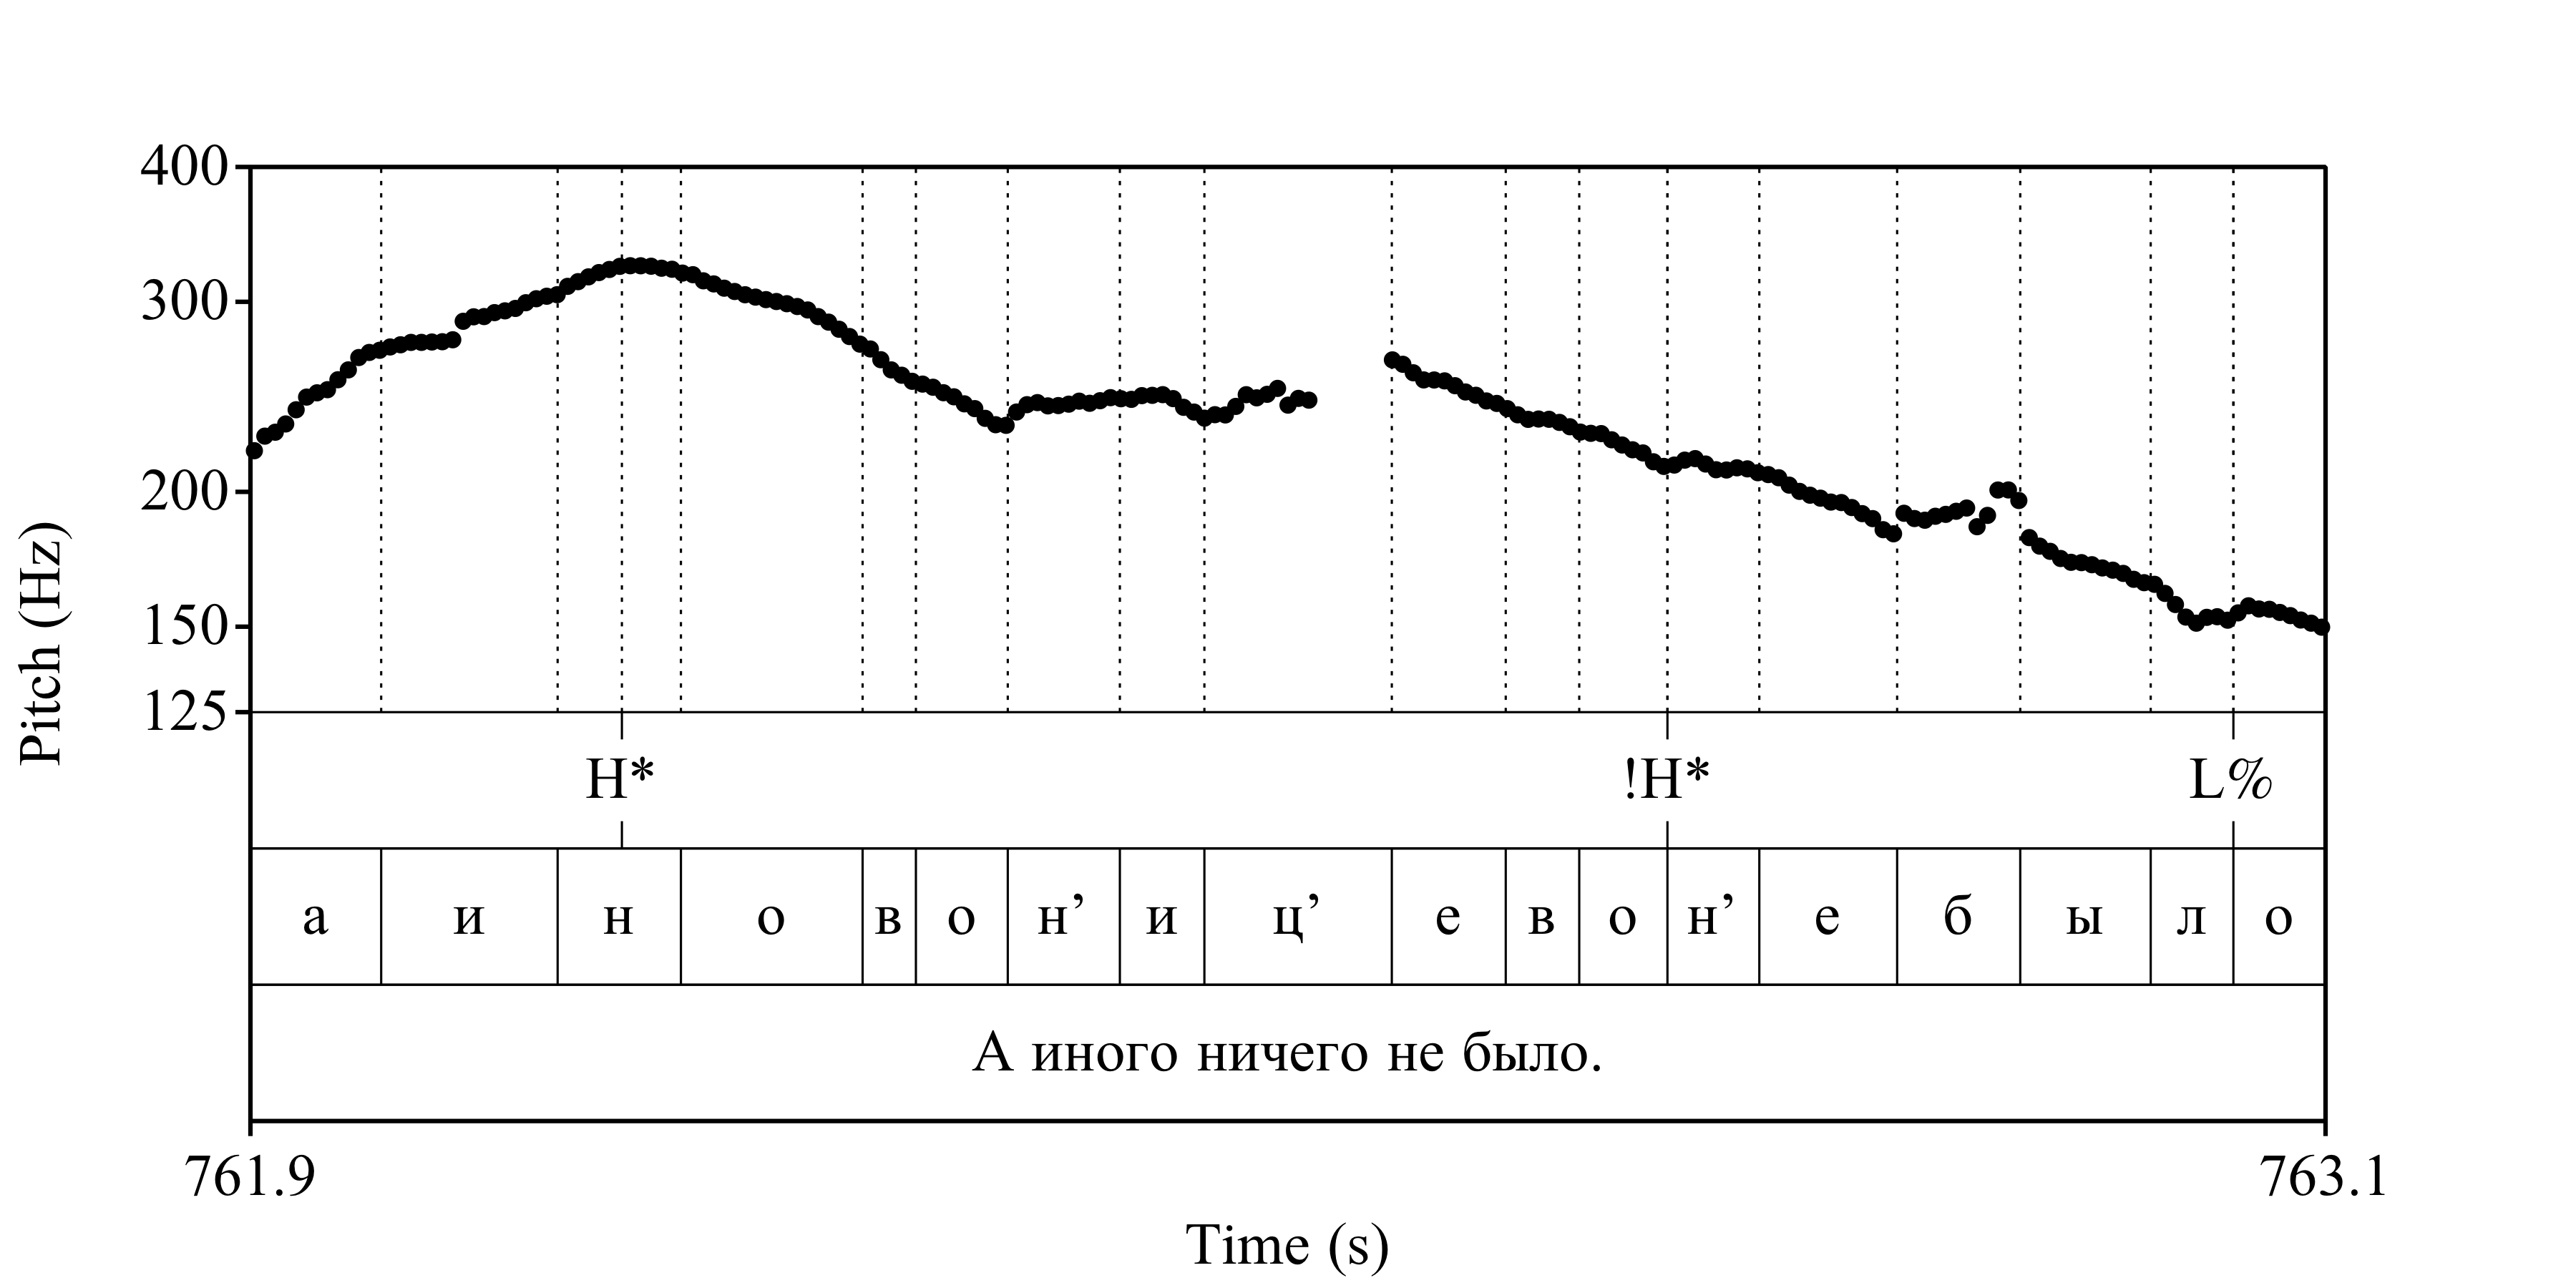 400
300
200
150
125
Pitch (Hz)
H* !H* L%
а и н о в о н’ и ц’ е в о н’ е б ы л о
А иного ничего не было.
761.9 763.1
Time (s)